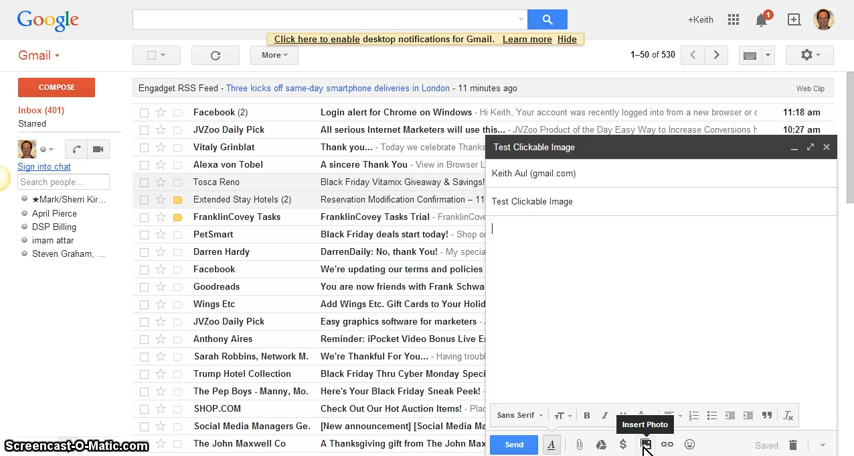 Google
+Keith
1
Click here to enable desktop notifications for Gmail. Learn more Hide
Gmail
More
1–50 of 530
COMPOSE
Inbox (401)
Starred
Sign into chat
Search people...
★Mark/Sherri Kir...
April Pierce
DSP Billing
imam attar
Steven Graham, ...
Engadget RSS Feed - Three kicks off same-day smartphone deliveries in London - 11 minutes ago
Web Clip
Facebook (2) Login alert for Chrome on Windows - Hi Keith, Your account was recently logged into from a new browser or d 11:18 am
JVZoo Daily Pick All serious Internet Marketers will use this... - JVZoo Product of the Day Easy Way to Increase Conversions h 10:27 am
Vitaly Grinblat Thank you... - Today we celebrate Thanks
Alexa von Tobel A sincere Thank You - View in Browser L
Tosca Reno Black Friday Vitamix Giveaway & Savings!
Extended Stay Hotels (2) Reservation Modification Confirmation – 11
FranklinCovey Tasks FranklinCovey Tasks Trial - FranklinCove
PetSmart Black Friday deals start today! - Shop o
Darren Hardy DarrenDaily: No, thank You! - My specia
Facebook We're updating our terms and policies
Goodreads You are now friends with Frank Schwa
Wings Etc Add Wings Etc. Gift Cards to Your Holid
JVZoo Daily Pick Easy graphics software for marketers -
Anthony Aires Reminder: iPocket Video Bonus Live En
Sarah Robbins, Network M. We're Thankful For You... - Having troubl
Trump Hotel Collection Black Friday Thru Cyber Monday Speci
The Pep Boys - Manny, Mo. Here's Your Black Friday Sneak Peek! -
SHOP.COM Check Out Our Hot Auction Items! -
Social Media Managers Ge. [New announcement] [Social Media Ma
The John Maxwell Co A Thanksgiving gift from The John Maxw
Test Clickable Image
Keith Aul (gmail.com)
Test Clickable Image
Sans Serif
Insert Photo
Send
Saved
Screencast-O-Matic.com